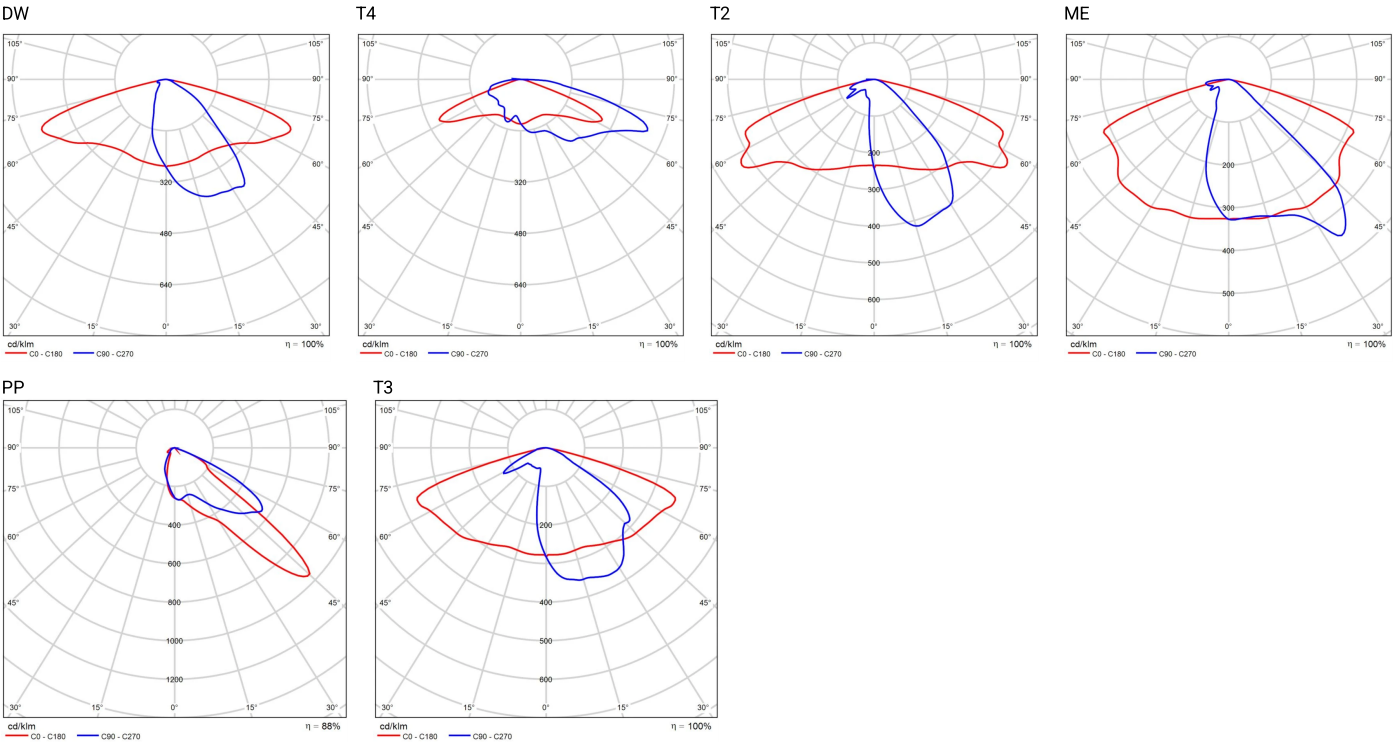 DW
105° 105°
90° 90°
75° 75°
60° 60°
320
45° 480 45°
640
30° 15° 0° 15° 30°
cd/klm η = 100%
C0 - C180 C90 - C270
T4
105° 105°
90° 90°
75° 75°
60° 60°
320
45° 480 45°
640
30° 15° 0° 15° 30°
cd/klm η = 100%
C0 - C180 C90 - C270
T2
105° 105°
90° 90°
75° 75°
200
60° 60°
300
45° 400 45°
500
600
30° 15° 0° 15° 30°
cd/klm η = 100%
C0 - C180 C90 - C270
ME
105° 105°
90° 90°
75° 75°
60° 200 60°
300
45° 45°
400
500
30° 15° 0° 15° 30°
cd/klm η = 100%
C0 - C180 C90 - C270
PP
105° 105°
90° 90°
75° 75°
400
60° 60°
600
45° 800 45°
1000
1200
30° 15° 0° 15° 30°
cd/klm η = 88%
C0 - C180 C90 - C270
T3
105° 105°
90° 90°
75° 75°
200
60° 60°
45° 400 45°
500
600
30° 15° 0° 15° 30°
cd/klm η = 100%
C0 - C180 C90 - C270